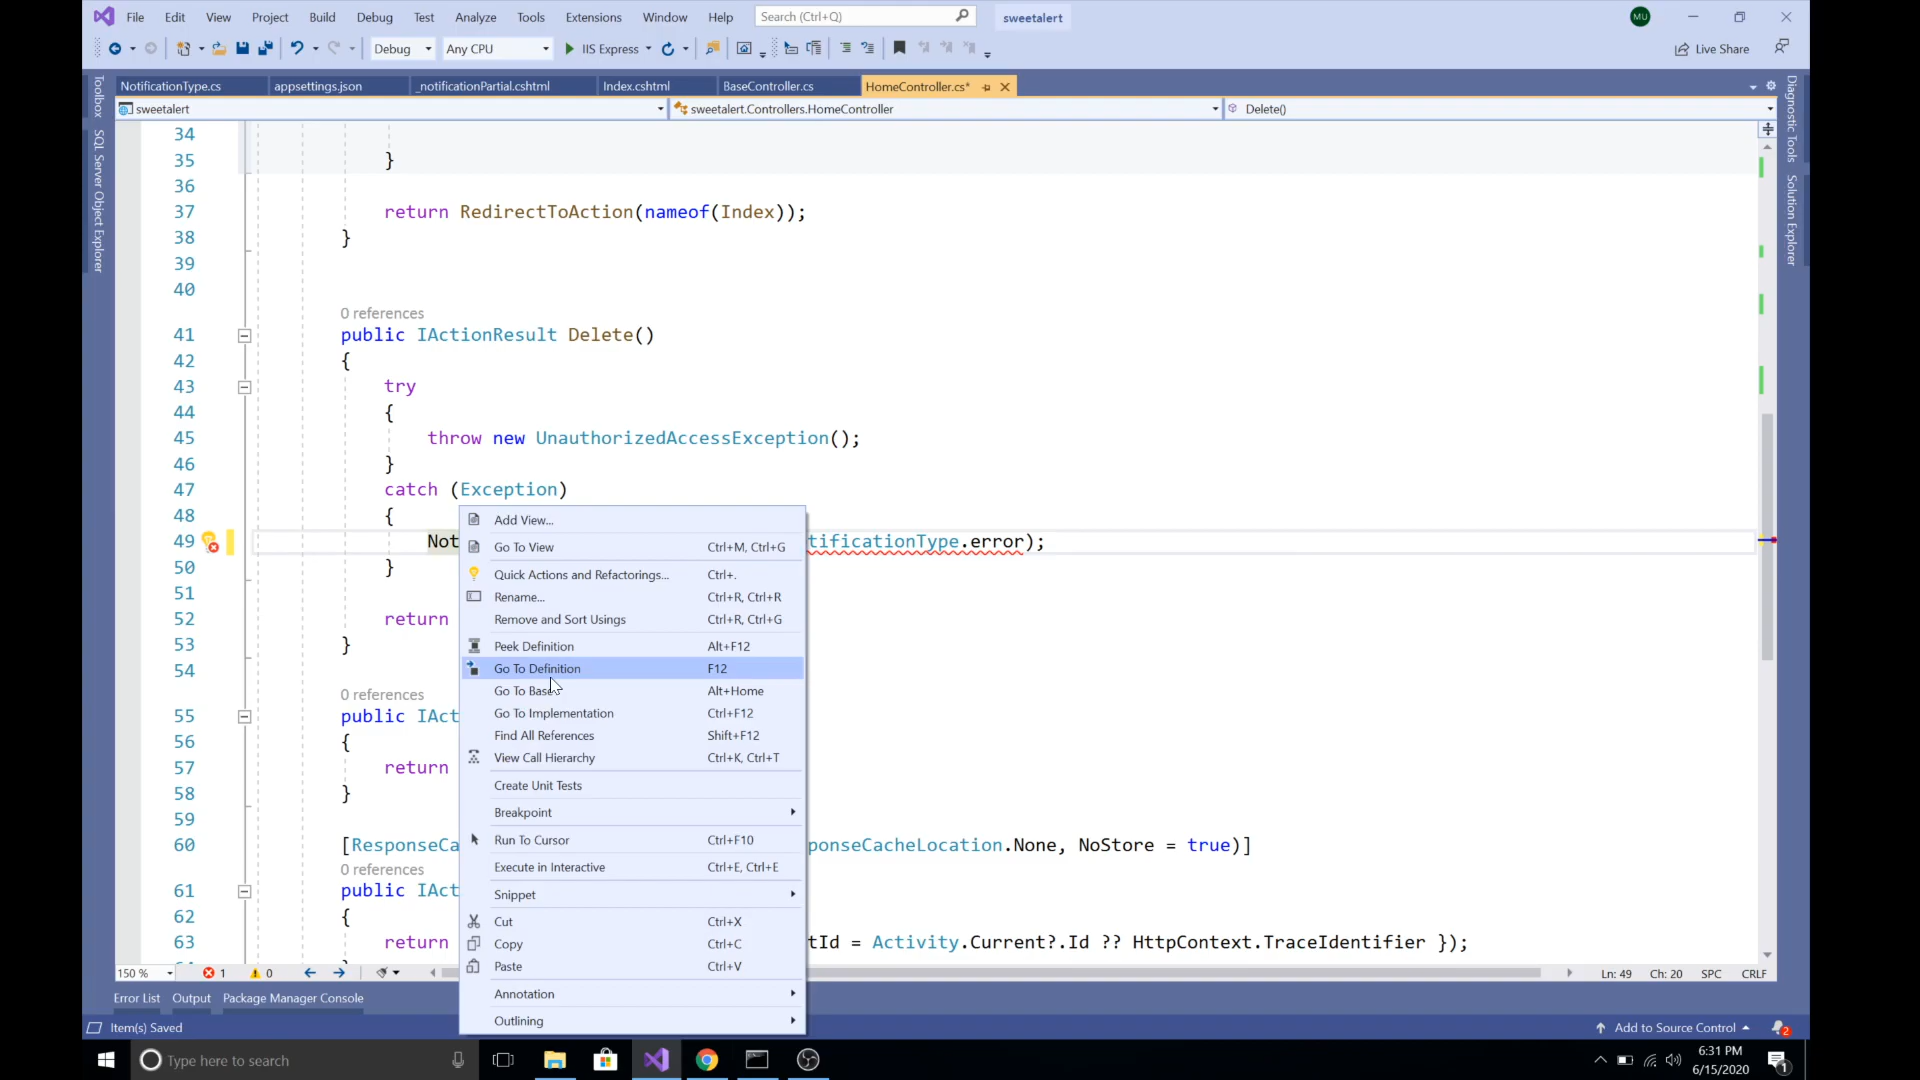 File Edit View Project Build Debug Test Analyze Tools Extensions Window Help Search (Ctrl+Q) sweetalert MU
Debug Any CPU IIS Express Live Share
NotificationType.cs appsettings.json _notificationPartial.cshtml Index.cshtml BaseController.cs HomeController.cs*
sweetalert sweetalert.Controllers.HomeController Delete()
Toolbox
SQL Server Object Explorer
Diagnostic Tools
Solution Explorer
34
35 }
36
37 return RedirectToAction(nameof(Index));
38 }
39
40
0 references
41 public IActionResult Delete()
42 {
43 try
44 {
45 throw new UnauthorizedAccessException();
46 }
47 catch (Exception)
48 {
49 Not tificationType.error);
50 }
51
52 return
53 }
54
0 references
55 public IAct
56 {
57 return
58 }
59
60 [ResponseCa ponseCacheLocation.None, NoStore = true)]
0 references
61 public IAct
62 {
63 return tId = Activity.Current?.Id ?? HttpContext.TraceIdentifier });
Add View...
Go To View Ctrl+M, Ctrl+G
Quick Actions and Refactorings... Ctrl+.
Rename... Ctrl+R, Ctrl+R
Remove and Sort Usings Ctrl+R, Ctrl+G
Peek Definition Alt+F12
Go To Definition F12
Go To Base Alt+Home
Go To Implementation Ctrl+F12
Find All References Shift+F12
View Call Hierarchy Ctrl+K, Ctrl+T
Create Unit Tests
Breakpoint
Run To Cursor Ctrl+F10
Execute in Interactive Ctrl+E, Ctrl+E
Snippet
Cut Ctrl+X
Copy Ctrl+C
Paste Ctrl+V
Annotation
Outlining
150 % 1 0 Ln: 49 Ch: 20 SPC CRLF
Error List Output Package Manager Console
Item(s) Saved Add to Source Control 2
Type here to search 6:31 PM
6/15/2020 1